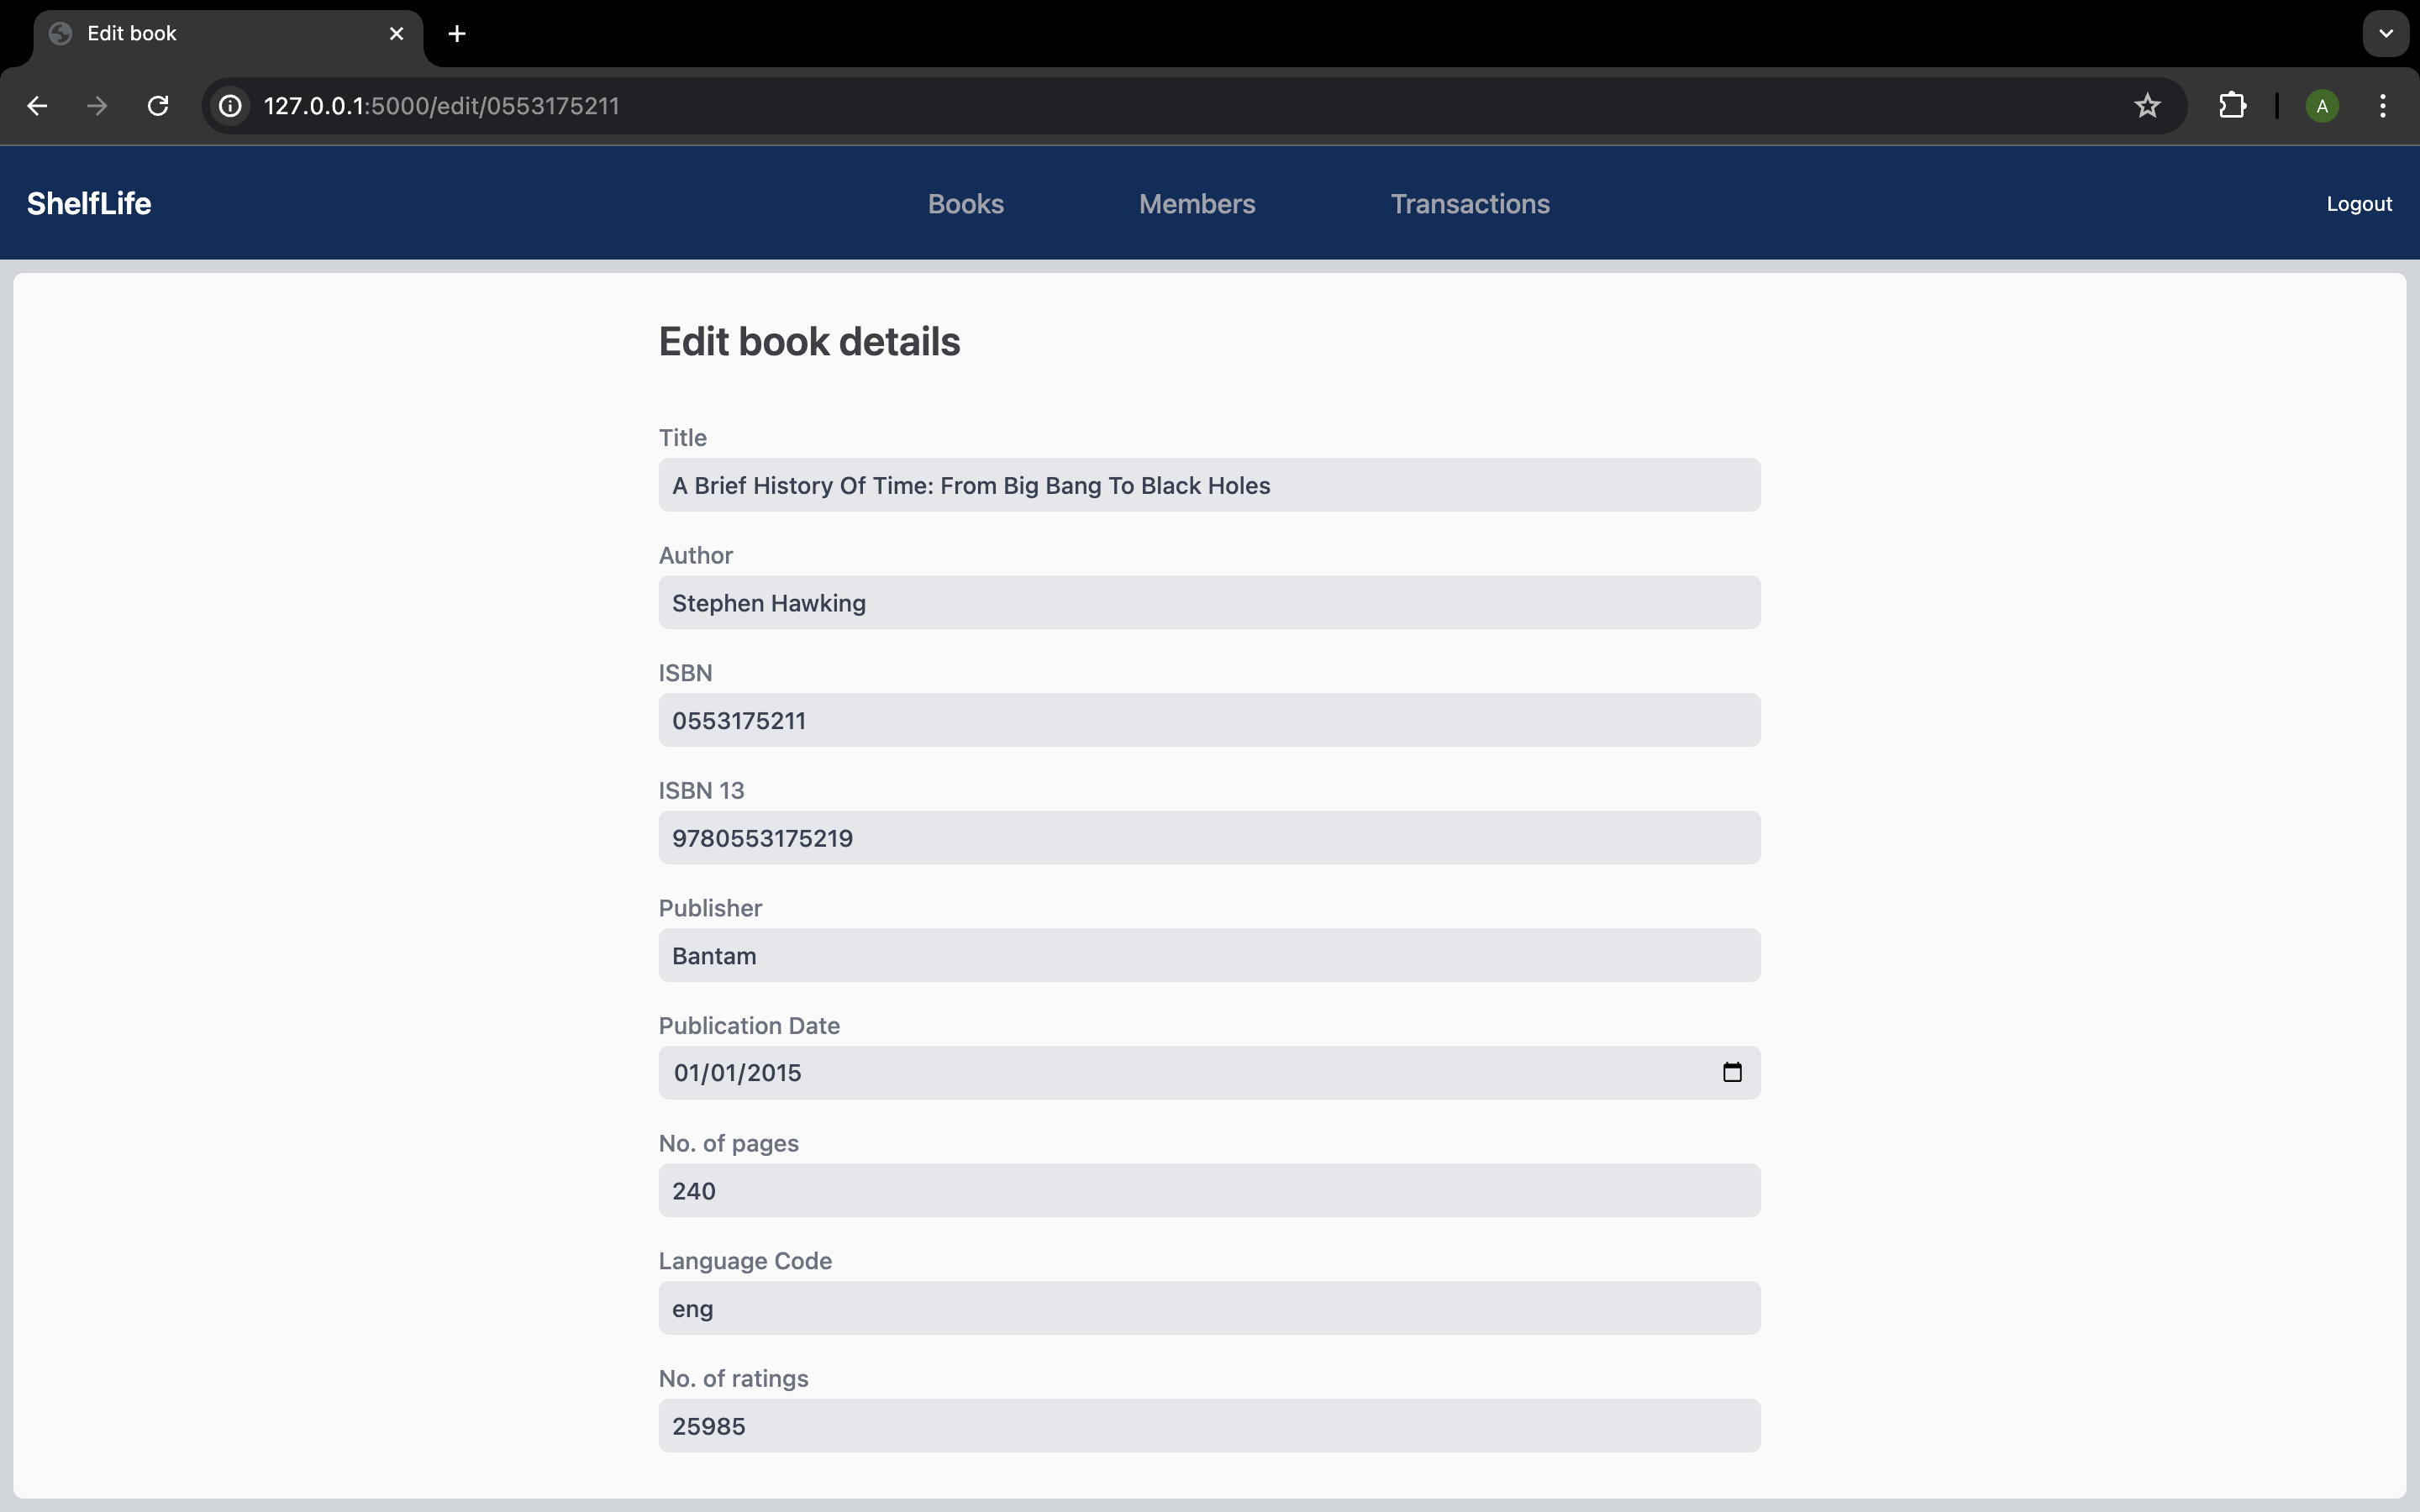 Edit book
127.0.0.1:5000/edit/0553175211
A
ShelfLife
Books
Members
Transactions
Logout
Edit book details
Title
A Brief History Of Time: From Big Bang To Black Holes
Author
Stephen Hawking
ISBN
0553175211
ISBN 13
9780553175219
Publisher
Bantam
Publication Date
01/01/2015
No. of pages
240
Language Code
eng
No. of ratings
25985